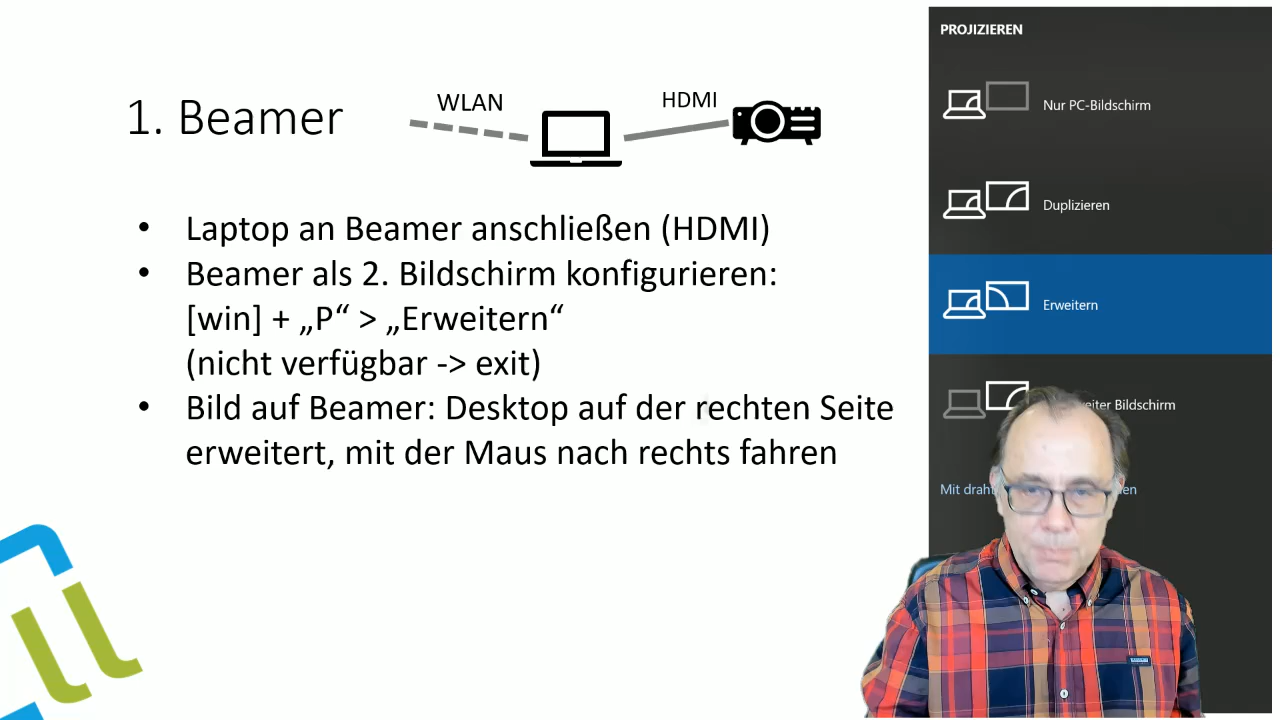 1. Beamer
WLAN
HDMI
• Laptop an Beamer anschließen (HDMI)
• Beamer als 2. Bildschirm konfigurieren:
[win] + „P“ > „Erweitern“
(nicht verfügbar -> exit)
• Bild auf Beamer: Desktop auf der rechten Seite
erweitert, mit der Maus nach rechts fahren
PROJIZIEREN
Nur PC-Bildschirm
Duplizieren
Erweitern
Bildschirm
Mit